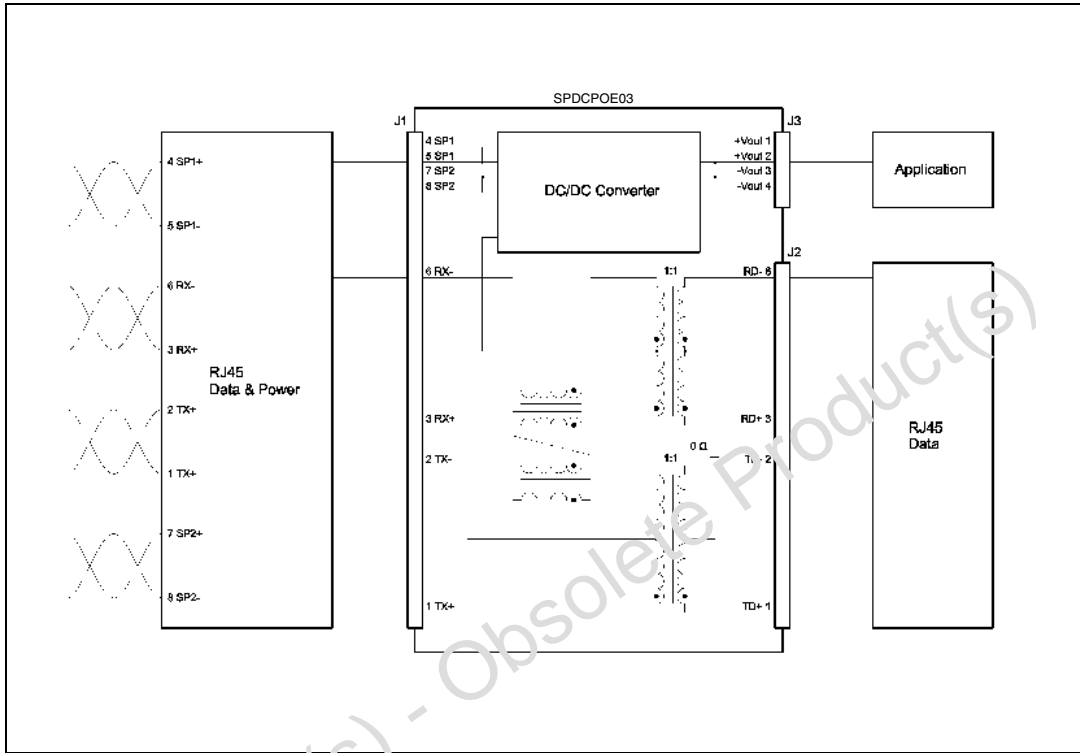 SPDCPOE03
J1
J3
4 SP1
5 SP1
7 SP2
8 SP2
DC/DC Converter
+Vout 1
+Vout 2
-Vout 3
-Vout 4
Application
4 SP1+
5 SP1-
J2
6 RX-
1:1
RD- 6
6 RX-
3 RX+
RJ45
Data & Power
2 TX+
1 TX+
7 SP2+
8 SP2-
3 RX+
RD+ 3
0 Ω
2 TX-
1:1
TD- 2
RJ45
Data
1 TX+
TD+ 1
(s) - Obsolete Product(s)